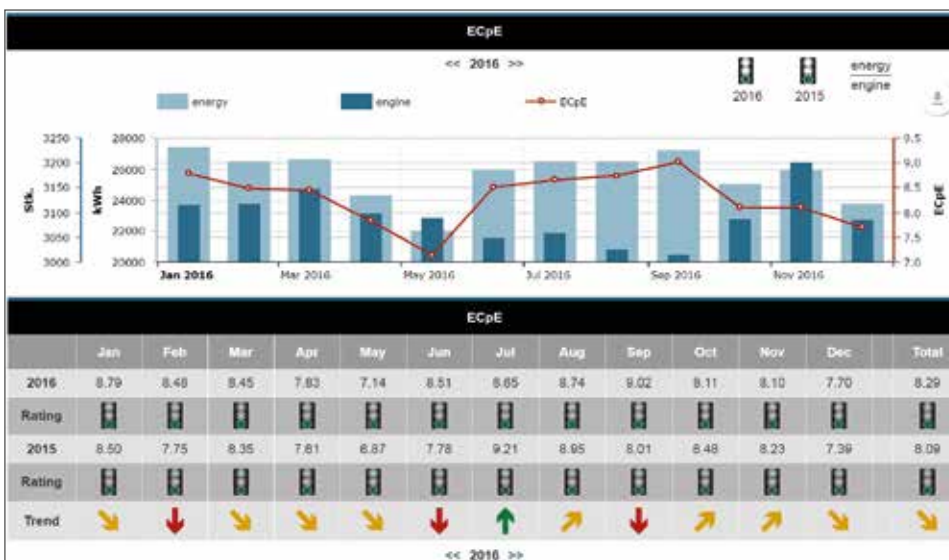 ECpE
<< 2016 >>
energy
engine
ECpE
2016
2015
energy
engine
3250
3200
3150
3100
3050
3000
Stk.
28000
26000
24000
22000
20000
kWh
9.5
9.0
8.5
8.0
7.5
7.0
ECpE
Jan 2016 Mar 2016 May 2016 Jul 2016 Sep 2016 Nov 2016
ECpE
Jan Feb Mar Apr May Jun Jul Aug Sep Oct Nov Dec Total
2016 8.79 8.48 8.45 7.83 7.14 8.51 8.65 8.74 9.02 8.11 8.10 7.70 8.29
Rating
2015 8.50 7.75 8.35 7.61 6.87 7.78 9.21 8.95 8.01 8.48 8.23 7.39 8.09
Rating
Trend
<< 2016 >>